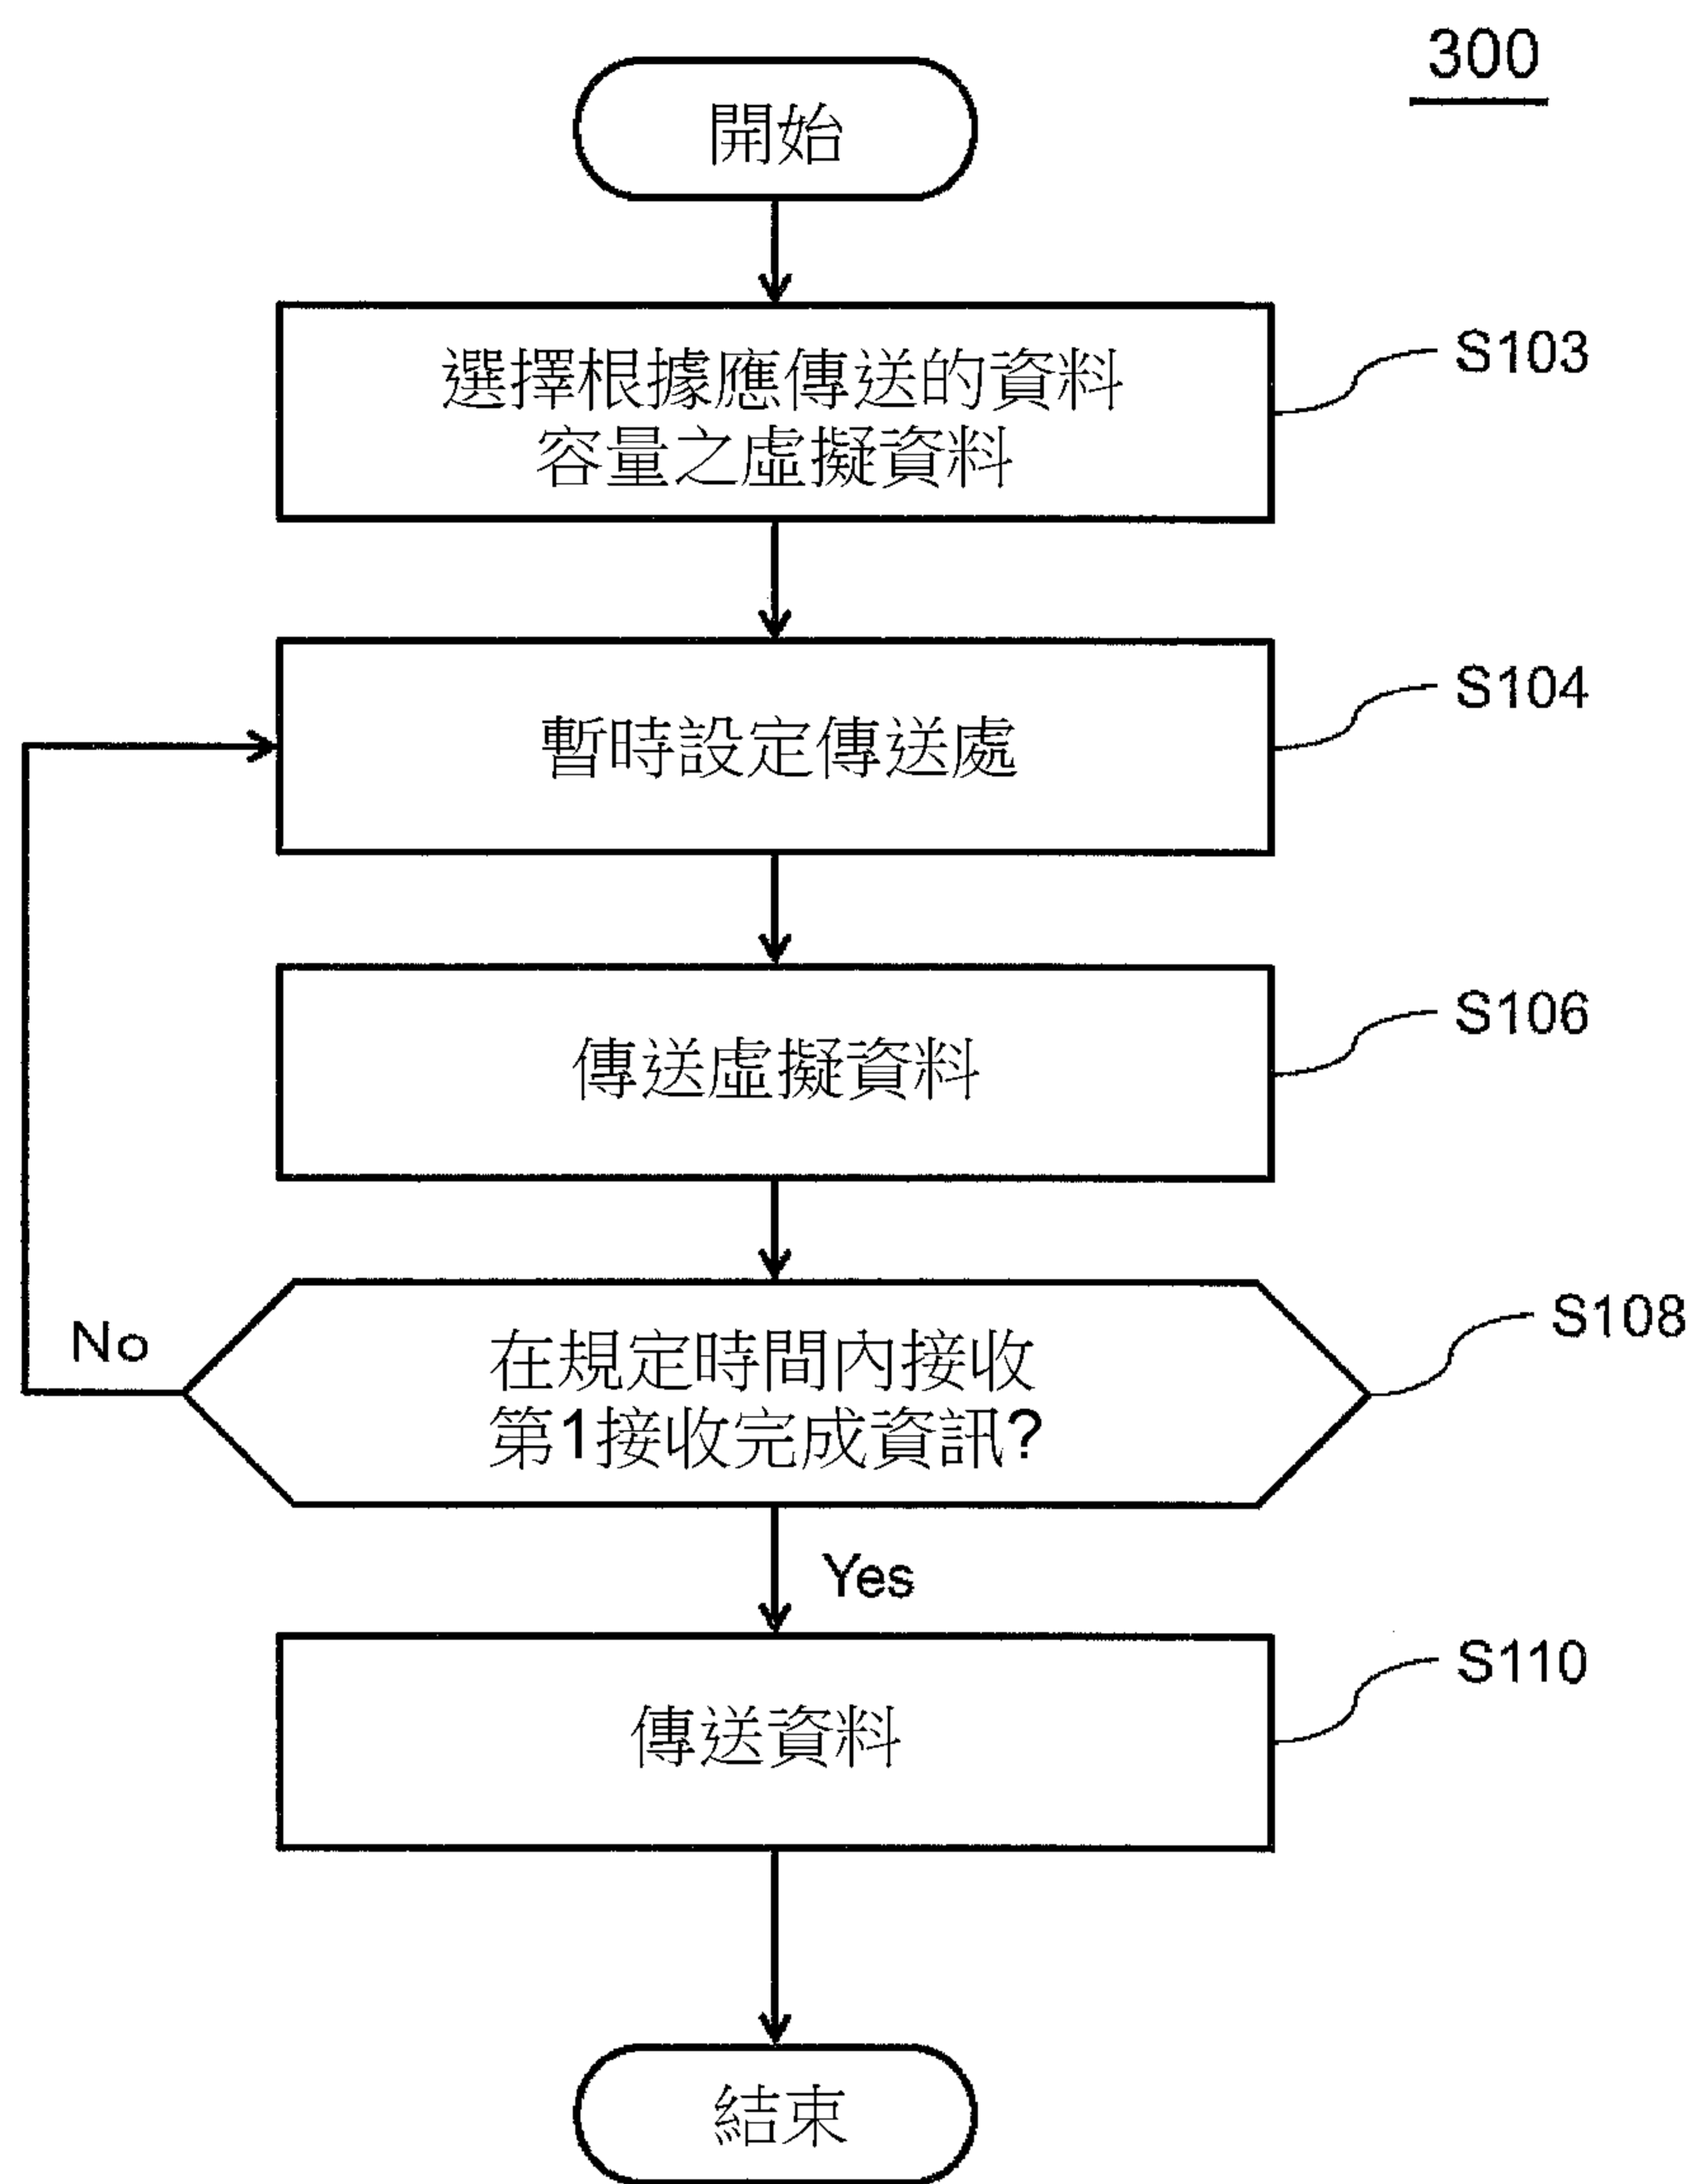 300
開始
選擇根據應傳送的資料
容量之虛擬資料
S103
暫時設定傳送處
S104
傳送虛擬資料
S106
在規定時間內接收
第1接收完成資訊?
S108
No
Yes
傳送資料
S110
結束